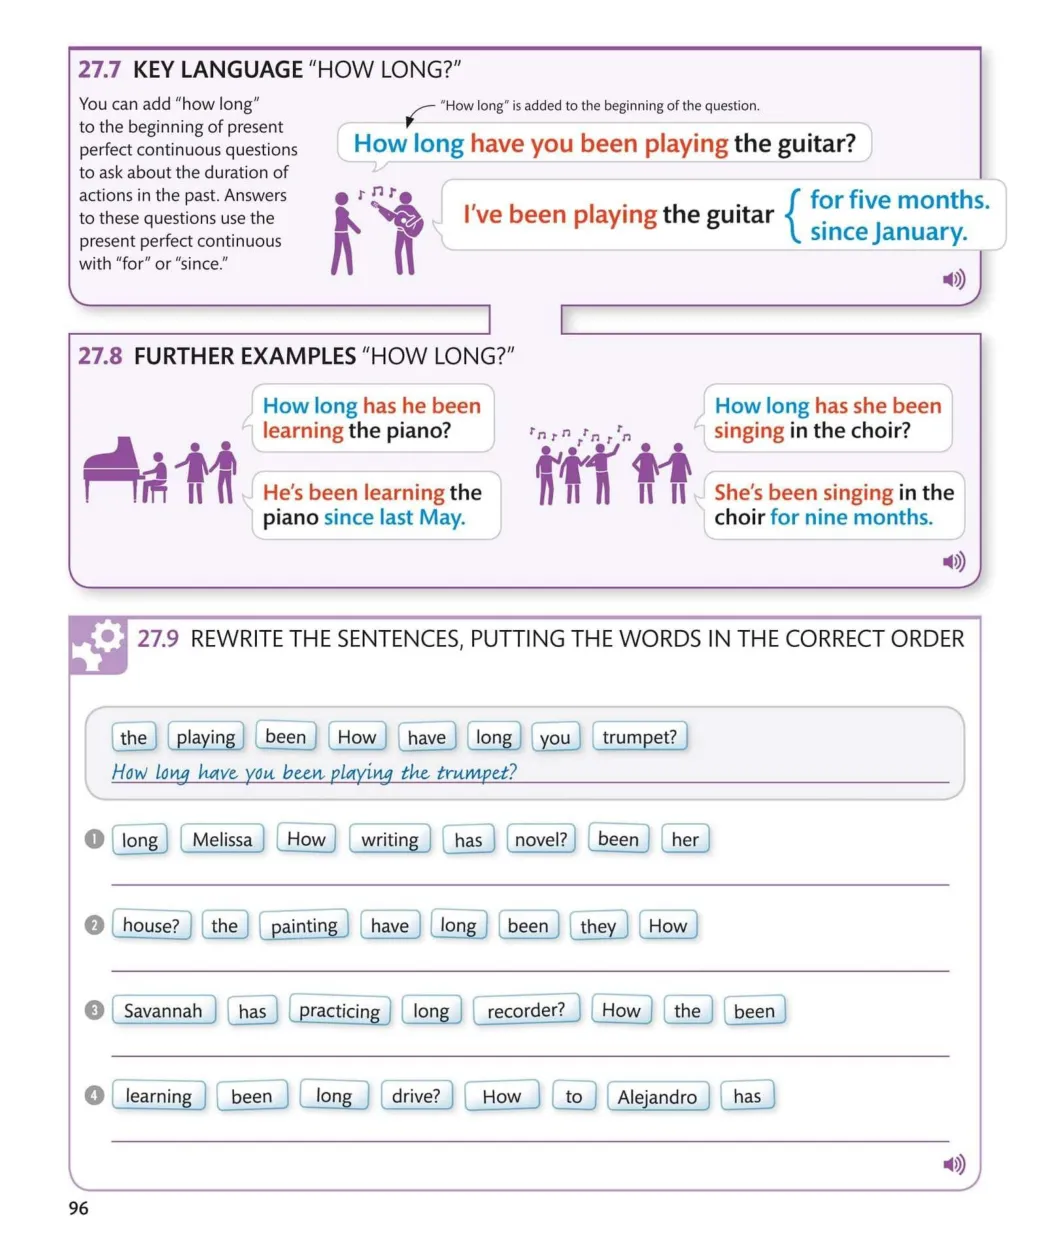 27.7 KEY LANGUAGE “HOW LONG?”
You can add “how long”
to the beginning of present
perfect continuous questions
to ask about the duration of
actions in the past. Answers
to these questions use the
present perfect continuous
with “for” or “since.”
“How long” is added to the beginning of the question.
How long have you been playing the guitar?
I’ve been playing the guitar { for five months.
since January.
27.8 FURTHER EXAMPLES “HOW LONG?”
How long has he been
learning the piano?
He’s been learning the
piano since last May.
How long has she been
singing in the choir?
She’s been singing in the
choir for nine months.
27.9 REWRITE THE SENTENCES, PUTTING THE WORDS IN THE CORRECT ORDER
the playing been How have long you trumpet?
How long have you been playing the trumpet?
1 long Melissa How writing has novel? been her
2 house? the painting have long been they How
3 Savannah has practicing long recorder? How the been
4 learning been long drive? How to Alejandro has
96